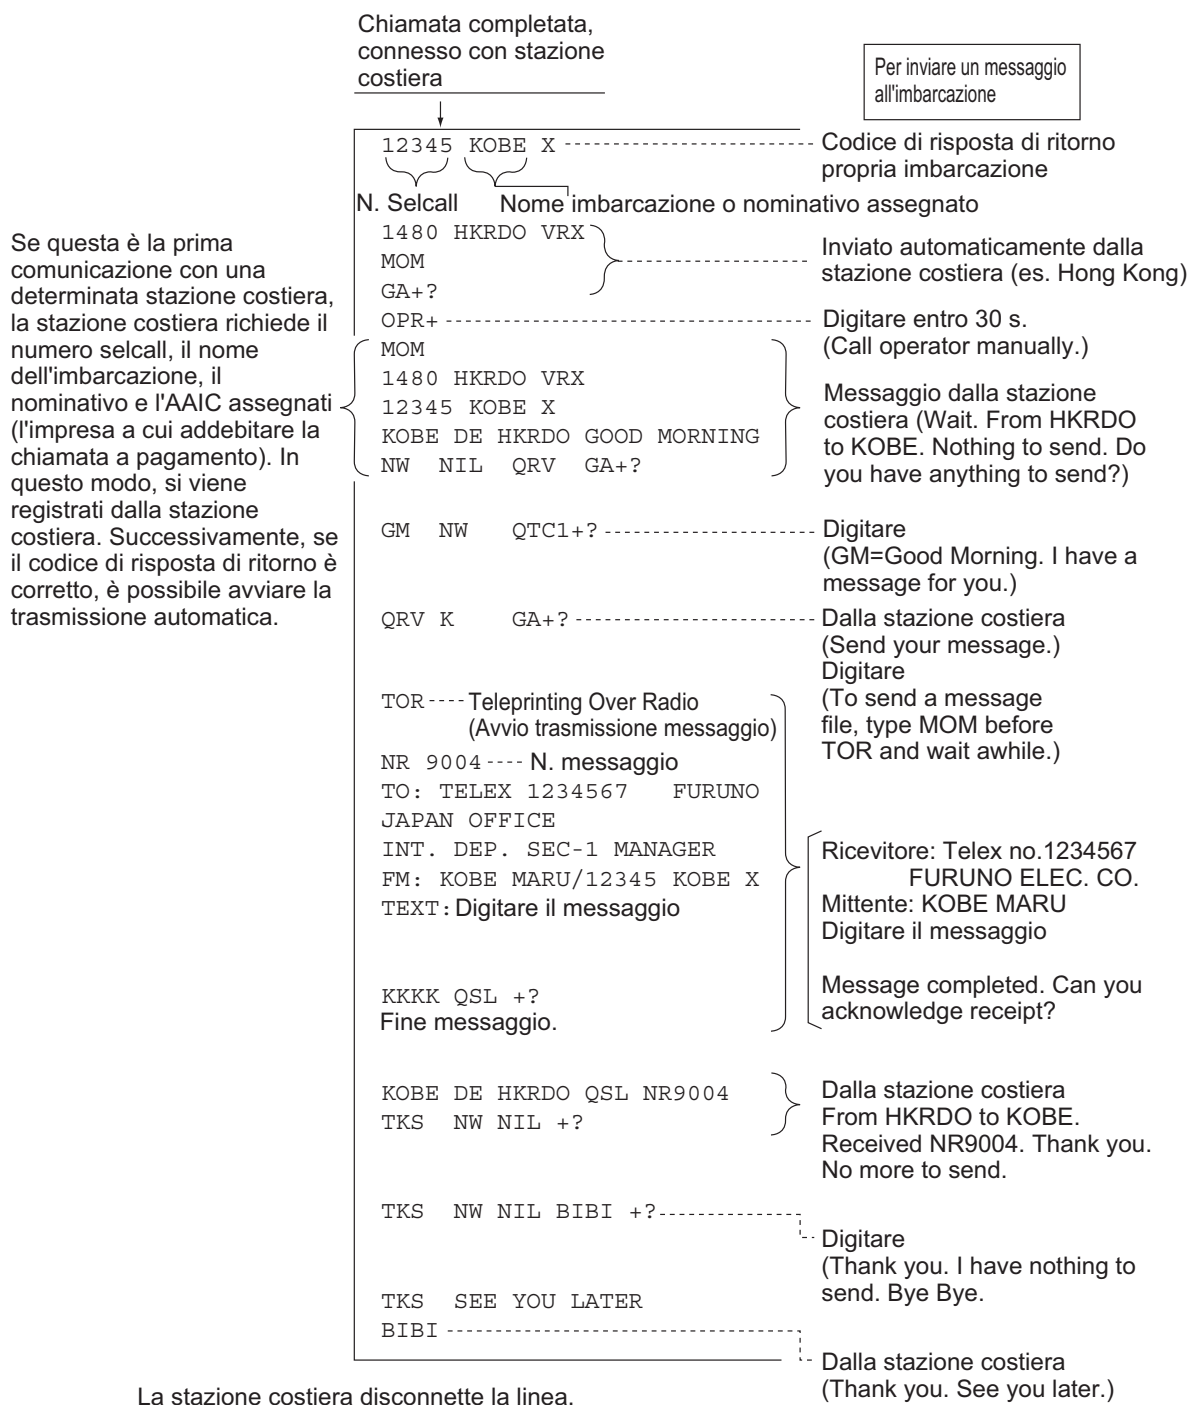 Chiamata completata,
connesso con stazione
costiera
Per inviare un messaggio
all'imbarcazione
12345 KOBE X
Codice di risposta di ritorno
propria imbarcazione
N. Selcall
Nome imbarcazione o nominativo assegnato
Se questa è la prima
comunicazione con una
determinata stazione costiera,
la stazione costiera richiede il
numero selcall, il nome
dell'imbarcazione, il
nominativo e l'AAIC assegnati
(l'impresa a cui addebitare la
chiamata a pagamento). In
questo modo, si viene
registrati dalla stazione
costiera. Successivamente, se
il codice di risposta di ritorno è
corretto, è possibile avviare la
trasmissione automatica.
1480 HKRDO VRX
MOM
GA+?
Inviato automaticamente dalla
stazione costiera (es. Hong Kong)
OPR+
Digitare entro 30 s.
(Call operator manually.)
MOM
1480 HKRDO VRX
12345 KOBE X
KOBE DE HKRDO GOOD MORNING
NW NIL QRV GA+?
Messaggio dalla stazione
costiera (Wait. From HKRDO
to KOBE. Nothing to send. Do
you have anything to send?)
GM NW QTC1+?
Digitare
(GM=Good Morning. I have a
message for you.)
QRV K GA+?
Dalla stazione costiera
(Send your message.)
Digitare
(To send a message
file, type MOM before
TOR and wait awhile.)
TOR
Teleprinting Over Radio
(Avvio trasmissione messaggio)
NR 9004
N. messaggio
TO: TELEX 1234567 FURUNO
JAPAN OFFICE
INT. DEP. SEC-1 MANAGER
FM: KOBE MARU/12345 KOBE X
TEXT: Digitare il messaggio
KKKK QSL +?
Fine messaggio.
Ricevitore: Telex no.1234567
FURUNO ELEC. CO.
Mittente: KOBE MARU
Digitare il messaggio
Message completed. Can you
acknowledge receipt?
KOBE DE HKRDO QSL NR9004
TKS NW NIL +?
Dalla stazione costiera
From HKRDO to KOBE.
Received NR9004. Thank you.
No more to send.
TKS NW NIL BIBI +?
Digitare
(Thank you. I have nothing to
send. Bye Bye.
TKS SEE YOU LATER
BIBI
Dalla stazione costiera
(Thank you. See you later.)
La stazione costiera disconnette la linea.